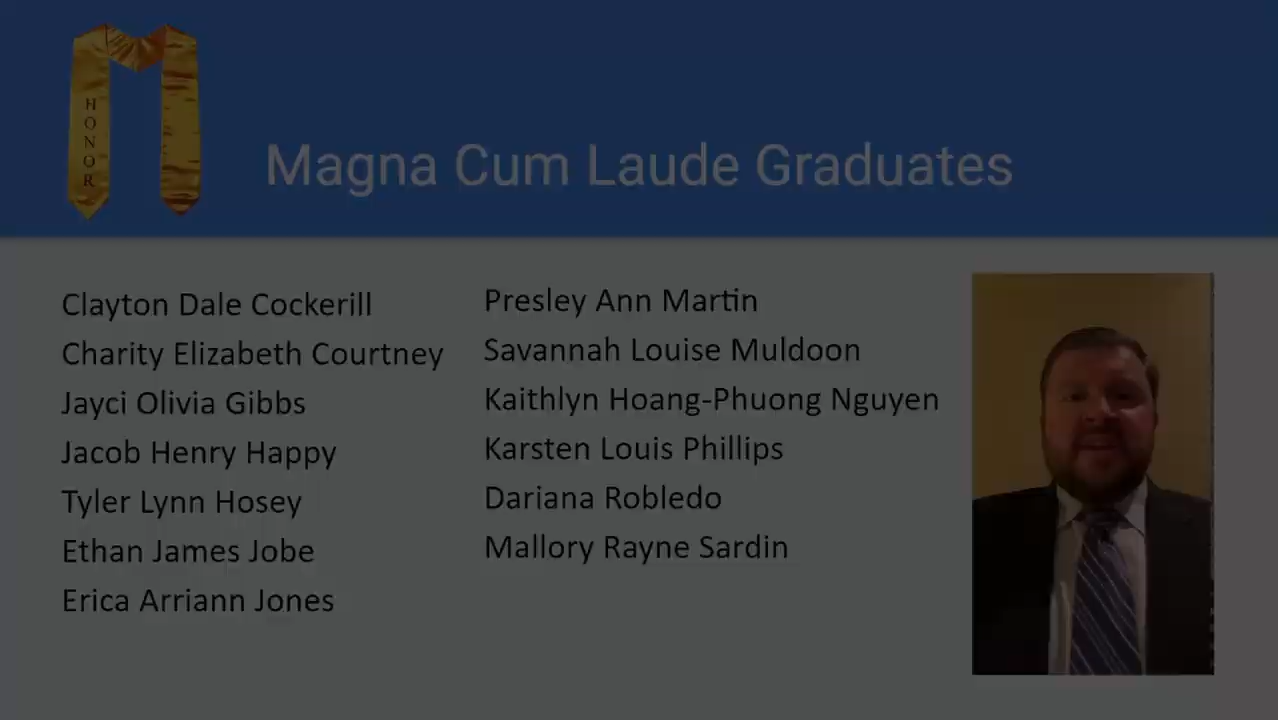 HONOR
Magna Cum Laude Graduates
Clayton Dale Cockerill
Charity Elizabeth Courtney
Jayci Olivia Gibbs
Jacob Henry Happy
Tyler Lynn Hosey
Ethan James Jobe
Erica Arriann Jones
Presley Ann Martin
Savannah Louise Muldoon
Kaithlyn Hoang-Phuong Nguyen
Karsten Louis Phillips
Dariana Robledo
Mallory Rayne Sardin